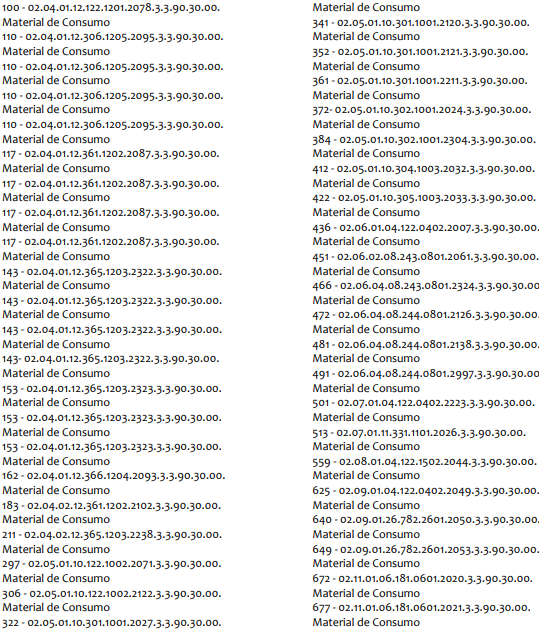 100 - 02.04.01.12.122.1201.2078.3.3.90.30.00.
Material de Consumo
110 - 02.04.01.12.306.1205.2095.3.3.90.30.00.
Material de Consumo
110 - 02.04.01.12.306.1205.2095.3.3.90.30.00.
Material de Consumo
110 - 02.04.01.12.306.1205.2095.3.3.90.30.00.
Material de Consumo
110 - 02.04.01.12.306.1205.2095.3.3.90.30.00.
Material de Consumo
117 - 02.04.01.12.361.1202.2087.3.3.90.30.00.
Material de Consumo
117 - 02.04.01.12.361.1202.2087.3.3.90.30.00.
Material de Consumo
117 - 02.04.01.12.361.1202.2087.3.3.90.30.00.
Material de Consumo
117 - 02.04.01.12.361.1202.2087.3.3.90.30.00.
Material de Consumo
143 - 02.04.01.12.365.1203.2322.3.3.90.30.00.
Material de Consumo
143 - 02.04.01.12.365.1203.2322.3.3.90.30.00.
Material de Consumo
143 - 02.04.01.12.365.1203.2322.3.3.90.30.00.
Material de Consumo
143- 02.04.01.12.365.1203.2322.3.3.90.30.00.
Material de Consumo
153 - 02.04.01.12.365.1203.2323.3.3.90.30.00.
Material de Consumo
153 - 02.04.01.12.365.1203.2323.3.3.90.30.00.
Material de Consumo
153 - 02.04.01.12.365.1203.2323.3.3.90.30.00.
Material de Consumo
162 - 02.04.01.12.366.1204.2093.3.3.90.30.00.
Material de Consumo
183 - 02.04.02.12.361.1202.2102.3.3.90.30.00.
Material de Consumo
211 - 02.04.02.12.365.1203.2238.3.3.90.30.00.
Material de Consumo
297 - 02.05.01.10.122.1002.2071.3.3.90.30.00.
Material de Consumo
306 - 02.05.01.10.122.1002.2122.3.3.90.30.00.
Material de Consumo
322 - 02.05.01.10.301.1001.2027.3.3.90.30.00.
Material de Consumo
341 - 02.05.01.10.301.1001.2120.3.3.90.30.00.
Material de Consumo
352 - 02.05.01.10.301.1001.2121.3.3.90.30.00.
Material de Consumo
361 - 02.05.01.10.301.1001.2211.3.3.90.30.00.
Material de Consumo
372- 02.05.01.10.302.1001.2024.3.3.90.30.00.
Material de Consumo
384 - 02.05.01.10.302.1001.2304.3.3.90.30.00.
Material de Consumo
412 - 02.05.01.10.304.1003.2032.3.3.90.30.00.
Material de Consumo
422 - 02.05.01.10.305.1003.2033.3.3.90.30.00.
Material de Consumo
436 - 02.06.01.04.122.0402.2007.3.3.90.30.00.
Material de Consumo
451 - 02.06.02.08.243.0801.2061.3.3.90.30.00.
Material de Consumo
466 - 02.06.04.08.243.0801.2324.3.3.90.30.00
Material de Consumo
472 - 02.06.04.08.244.0801.2126.3.3.90.30.00.
Material de Consumo
481 - 02.06.04.08.244.0801.2138.3.3.90.30.00.
Material de Consumo
491 - 02.06.04.08.244.0801.2997.3.3.90.30.00
Material de Consumo
501 - 02.07.01.04.122.0402.2223.3.3.90.30.00.
Material de Consumo
513 - 02.07.01.11.331.1101.2026.3.3.90.30.00.
Material de Consumo
559 - 02.08.01.04.122.1502.2044.3.3.90.30.00.
Material de Consumo
625 - 02.09.01.04.122.0402.2049.3.3.90.30.00.
Material de Consumo
640 - 02.09.01.26.782.2601.2050.3.3.90.30.00.
Material de Consumo
649 - 02.09.01.26.782.2601.2053.3.3.90.30.00.
Material de Consumo
672 - 02.11.01.06.181.0601.2020.3.3.90.30.00.
Material de Consumo
677 - 02.11.01.06.181.0601.2021.3.3.90.30.00.
Material de Consumo